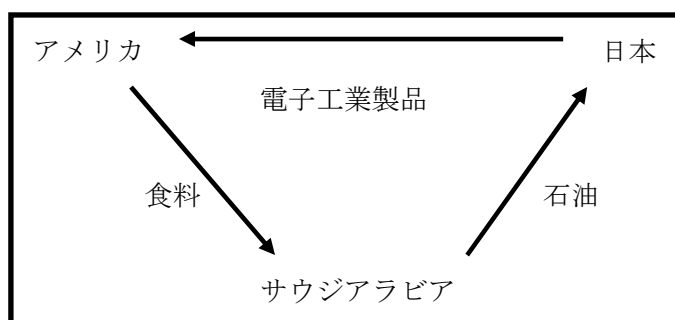 アメリカ
日本
電子工業製品
食料
石油
サウジアラビア